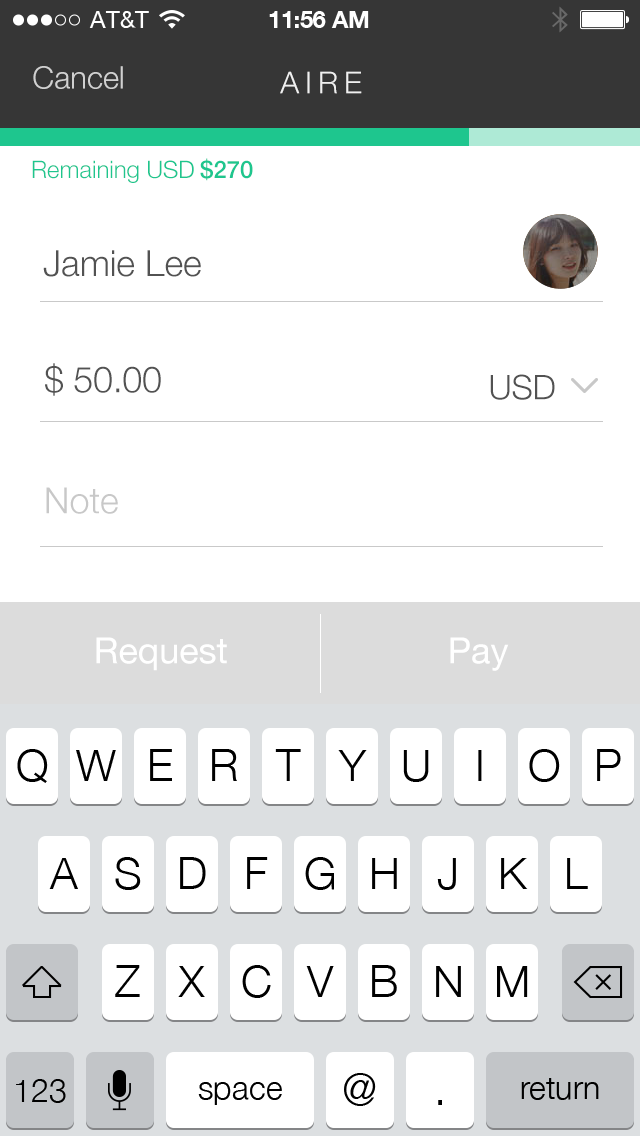 AT&T 11:56 AM
Cancel AIRE
Remaining USD $270
Jamie Lee
$ 50.00 USD
Note
Request Pay
Q W E R T Y U I O P
A S D F G H J K L
Z X C V B N M
123 space @ . return